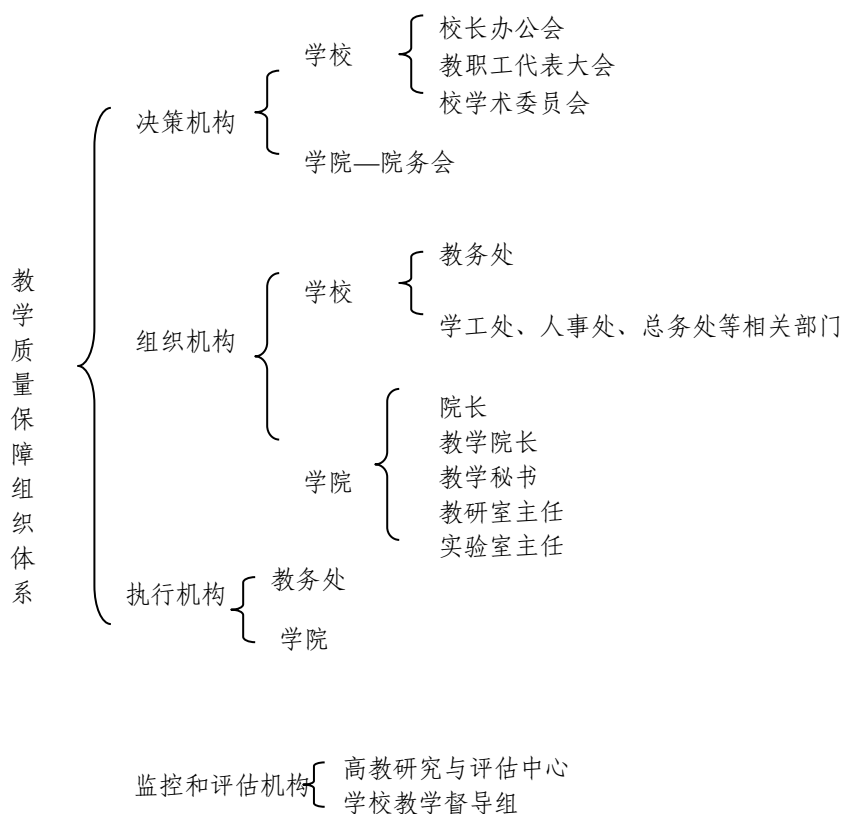 教学质量保障组织体系
决策机构
学校
校长办公会
教职工代表大会
校学术委员会
学院—院务会
组织机构
学校
教务处
学工处、人事处、总务处等相关部门
学院
院长
教学院长
教学秘书
教研室主任
实验室主任
执行机构
教务处
学院
监控和评估机构
高教研究与评估中心
学校教学督导组